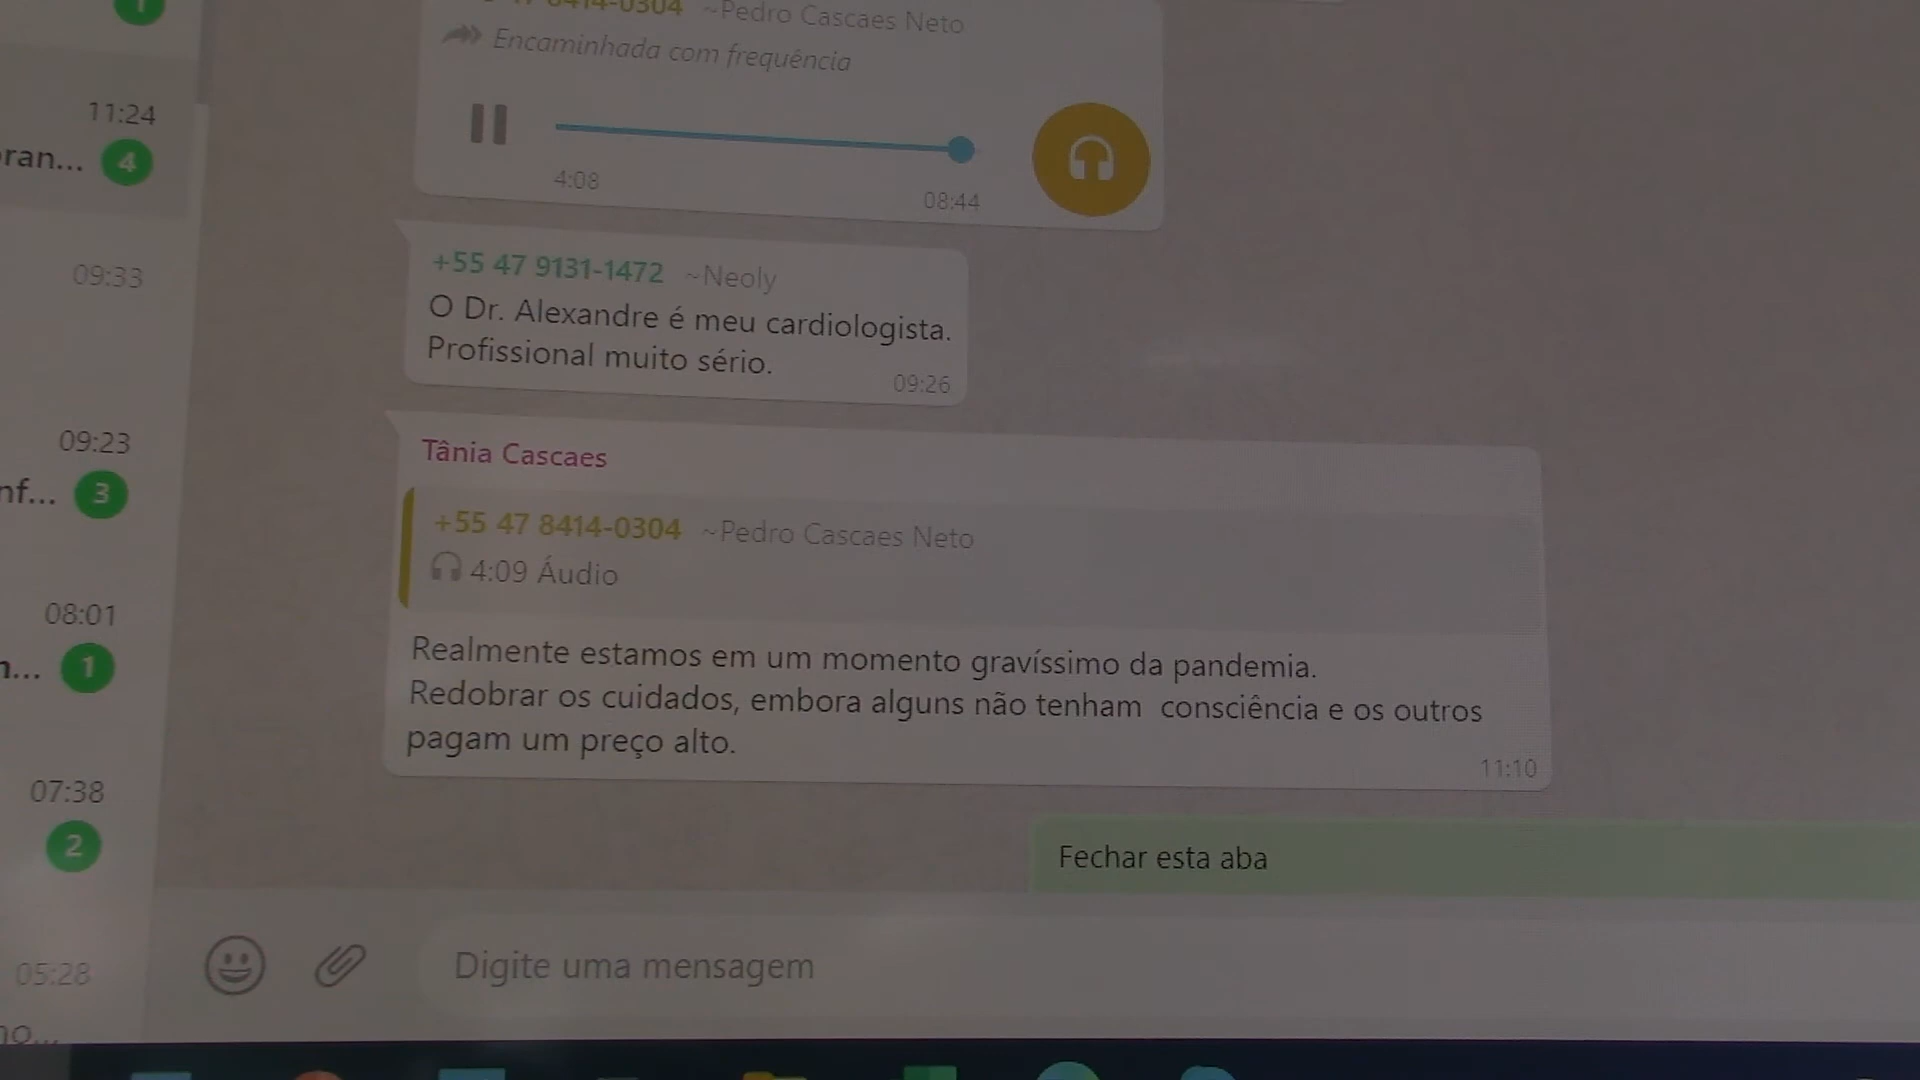 8414-0304 ~Pedro Cascaes Neto
Encaminhada com frequência
4:08
08:44
+55 47 9131-1472 ~Neoly
O Dr. Alexandre é meu cardiologista.
Profissional muito sério.
09:26
Tânia Cascaes
+55 47 8414-0304 ~Pedro Cascaes Neto
4:09 Áudio
Realmente estamos em um momento gravíssimo da pandemia.
Redobrar os cuidados, embora alguns não tenham consciência e os outros
pagam um preço alto.
11:10
Fechar esta aba
Digite uma mensagem
1
11:24
ran... 4
09:33
09:23
nf... 3
08:01
1
07:38
2
05:28